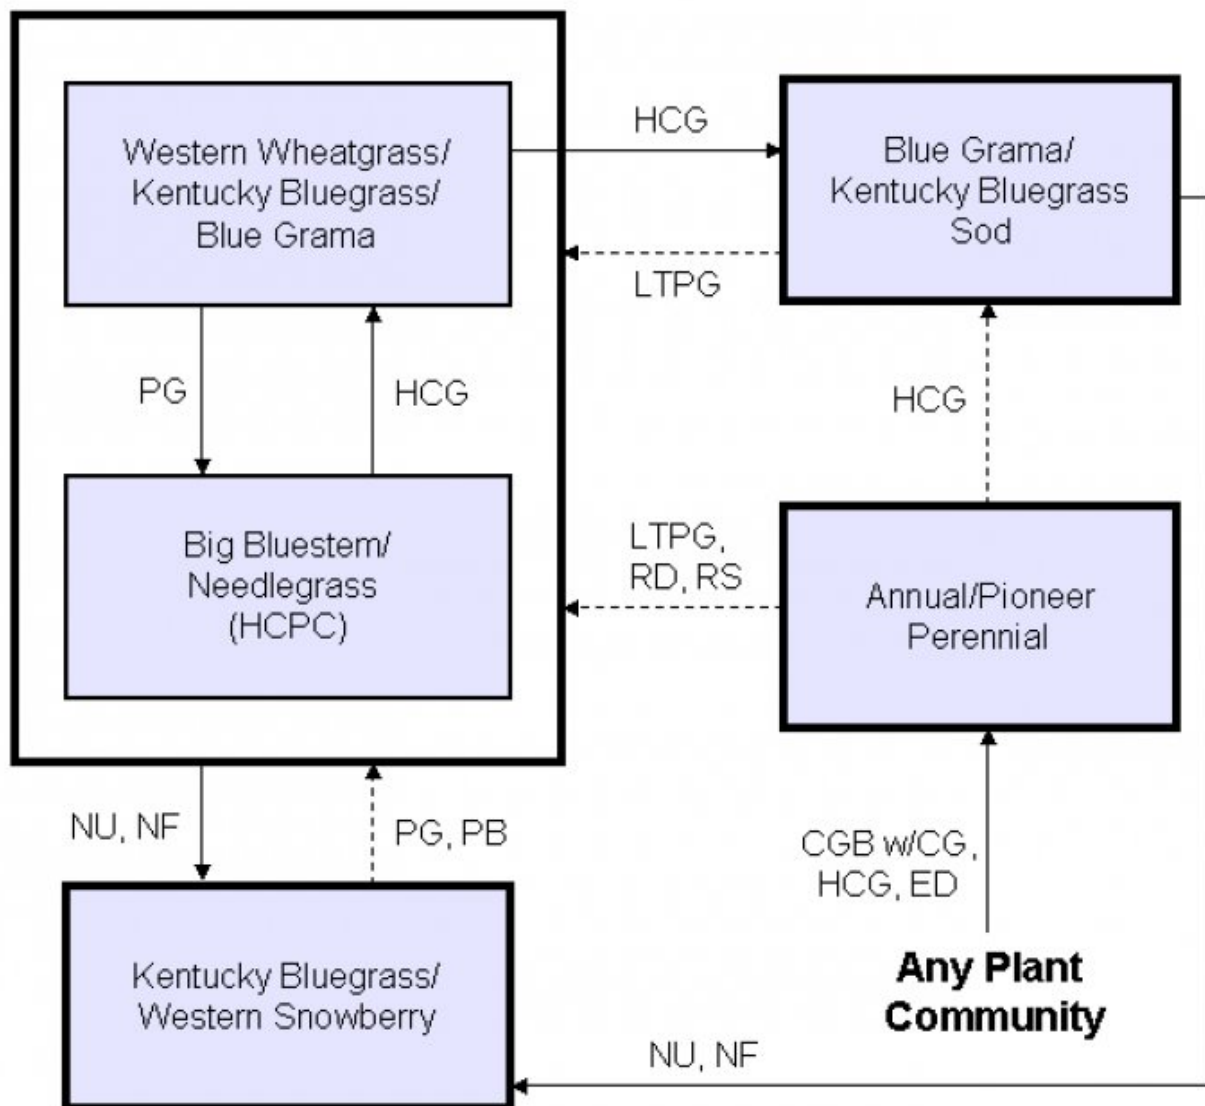 Western Wheatgrass/
Kentucky Bluegrass/
Blue Grama
HCG
Blue Grama/
Kentucky Bluegrass
Sod
LTPG
PG
HCG
HCG
Big Bluestem/
Needlegrass
(HCPC)
LTPG,
RD, RS
Annual/Pioneer
Perennial
NU, NF
PG, PB
CGB w/CG,
HCG, ED
Kentucky Bluegrass/
Western Snowberry
Any Plant
Community
NU, NF